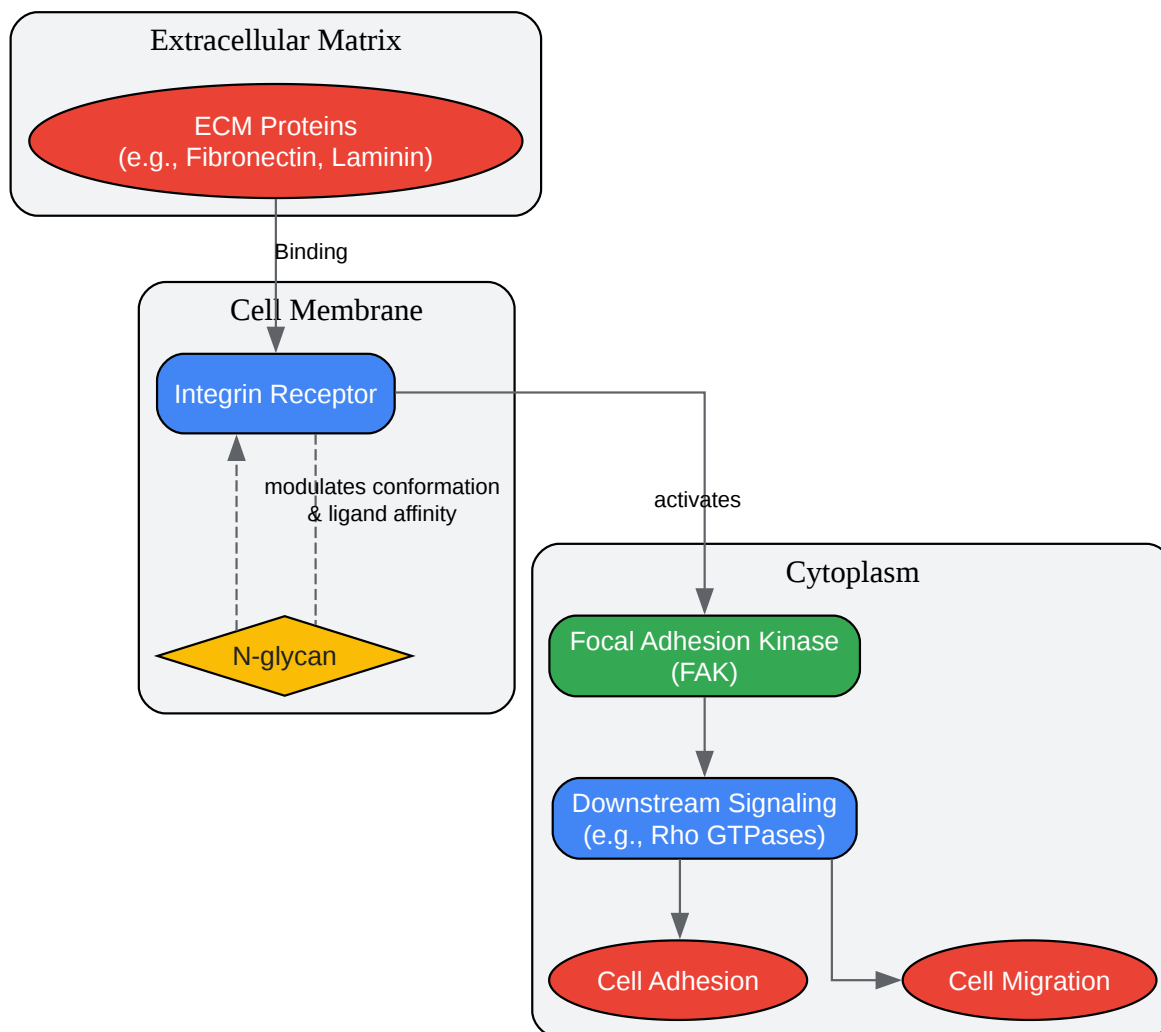 Extracellular Matrix
ECM Proteins
(e.g., Fibronectin, Laminin)
Binding
Cell Membrane
Integrin Receptor
modulates conformation
& ligand affinity
activates
N-glycan
Cytoplasm
Focal Adhesion Kinase
(FAK)
Downstream Signaling
(e.g., Rho GTPases)
Cell Adhesion
Cell Migration